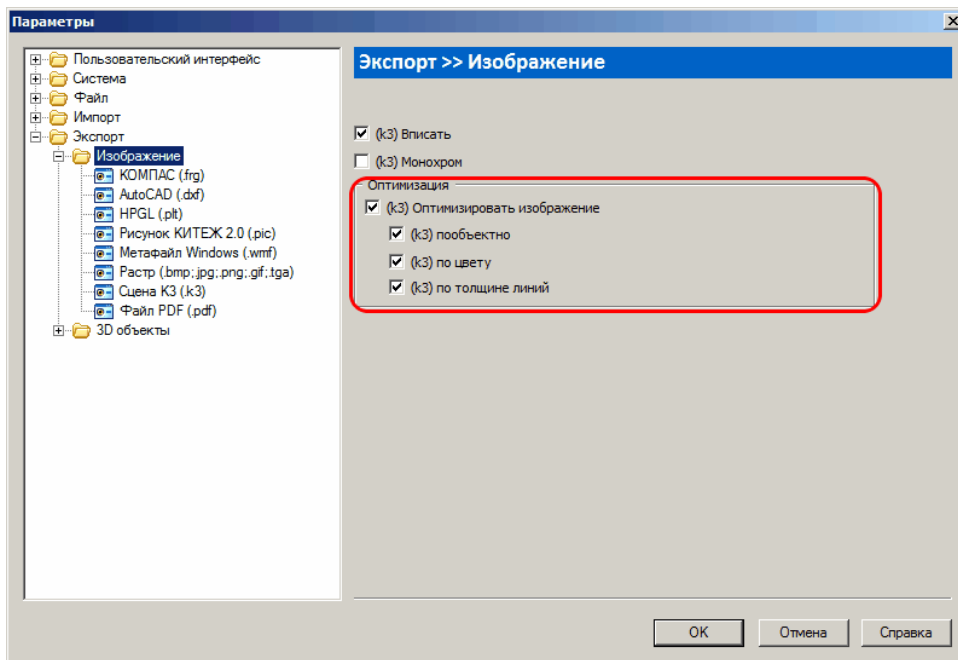 Параметры
Пользовательский интерфейс
Система
Файл
Импорт
Экспорт
Изображение
КОМПАС (.frg)
AutoCAD (.dxf)
HPGL (.plt)
Рисунок КИТЕЖ 2.0 (.pic)
Метафайл Windows (.wmf)
Растр (.bmp;.jpg;.png;.gif;.tga)
Сцена К3 (.k3)
Файл PDF (.pdf)
3D объекты
Экспорт >> Изображение
(k3) Вписать
(k3) Монохром
Оптимизация
(k3) Оптимизировать изображение
(k3) пообъектно
(k3) по цвету
(k3) по толщине линий
OK
Отмена
Справка